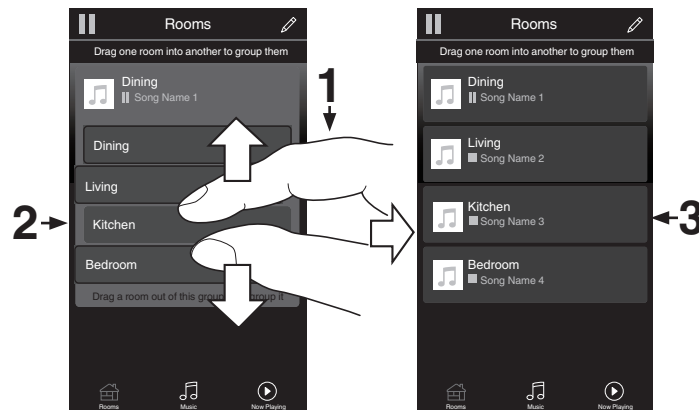 Rooms
Drag one room into another to group them
Dining
Song Name 1
Dining
Living
Kitchen
Bedroom
Drag a room out of this group it
Rooms
Music
Now Playing
1
2
Rooms
Drag one room into another to group them
Dining
Song Name 1
Living
Song Name 2
Kitchen
Song Name 3
Bedroom
Song Name 4
Rooms
Music
Now Playing
3